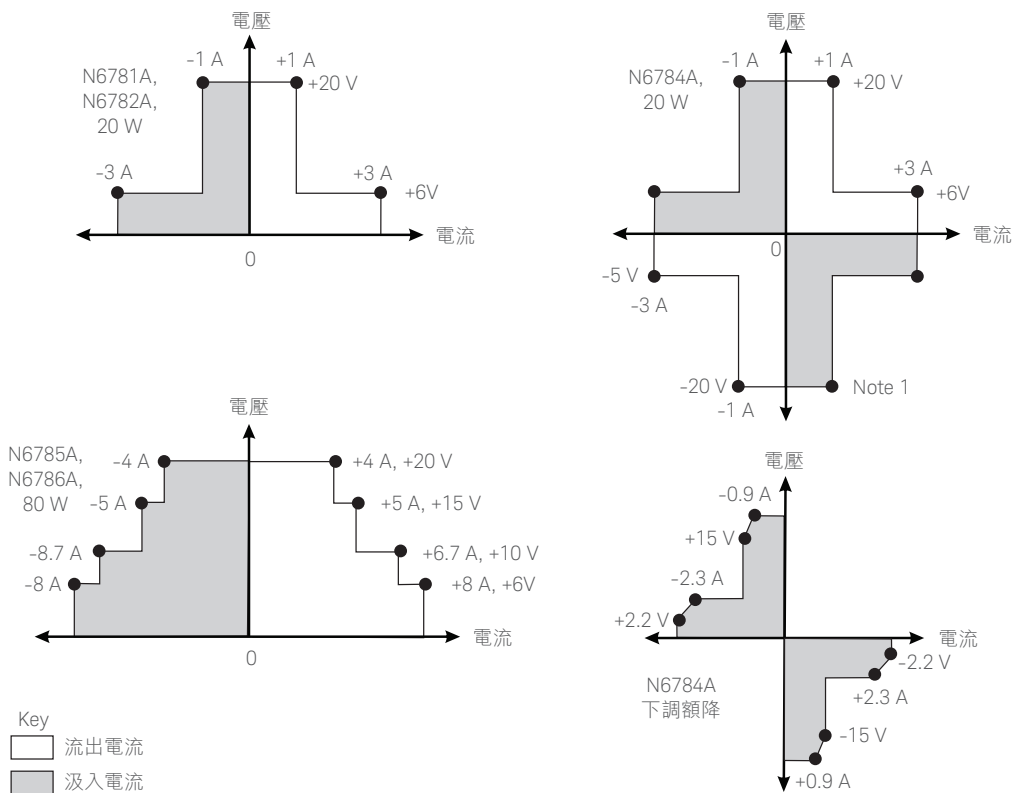 電壓
-1 A
+1 A
N6781A,
N6782A,
20 W
+20 V
-3 A
+3 A
+6V
電流
0
電壓
-1 A
+1 A
N6784A,
20 W
+20 V
+3 A
+6V
電流
0
-5 V
-3 A
-20 V
-1 A
Note 1
電壓
N6785A,
N6786A,
80 W
-4 A
+4 A, +20 V
-5 A
+5 A, +15 V
-8.7 A
+6.7 A, +10 V
-8 A
+8 A, +6V
電流
0
電壓
-0.9 A
+15 V
-2.3 A
+2.2 V
電流
-2.2 V
+2.3 A
N6784A
下調額降
-15 V
+0.9 A
Key
流出電流
汲入電流